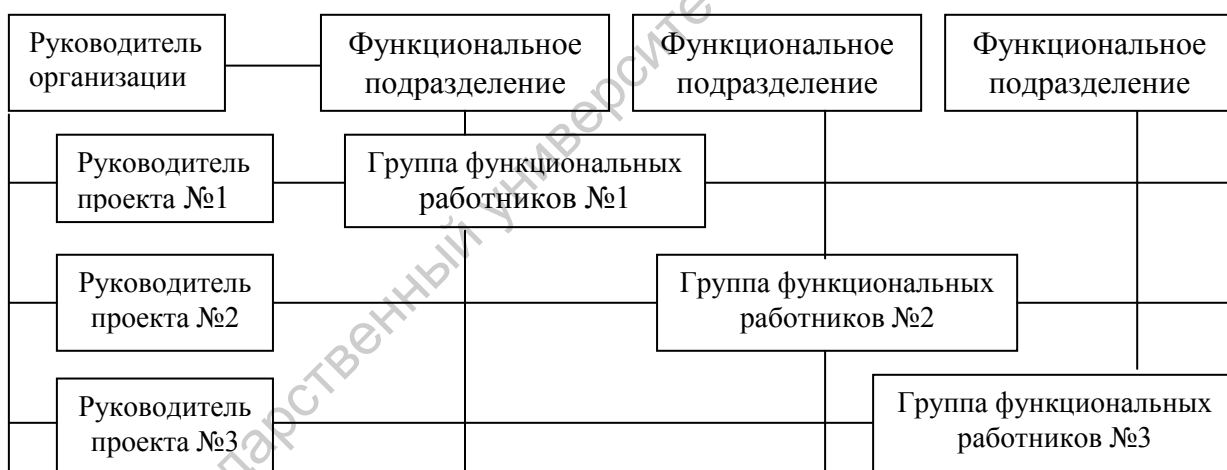 Руководитель
организации
Функциональное
подразделение
Функциональное
подразделение
Функциональное
подразделение
Руководитель
проекта №1
Группа функциональных
работников №1
Руководитель
проекта №2
Группа функциональных
работников №2
Руководитель
проекта №3
Группа функциональных
работников №3